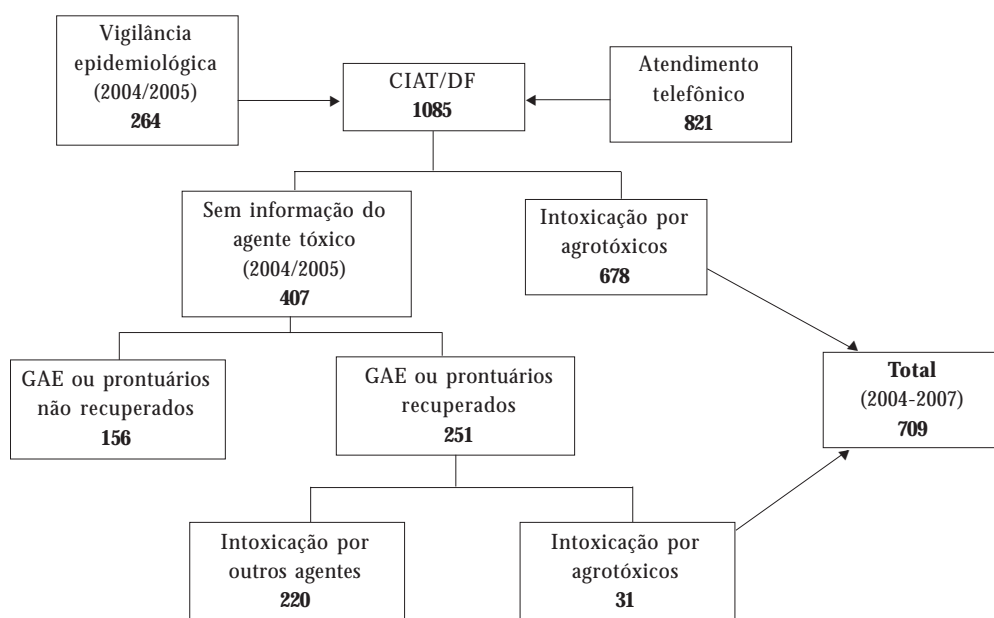 Vigilância
epidemiológica
(2004/2005)
264
CIAT/DF
1085
Atendimento
telefônico
821
Sem informação do
agente tóxico
(2004/2005)
407
Intoxicação por
agrotóxicos
678
GAE ou prontuários
não recuperados
156
GAE ou prontuários
recuperados
251
Total
(2004-2007)
709
Intoxicação por
outros agentes
220
Intoxicação por
agrotóxicos
31